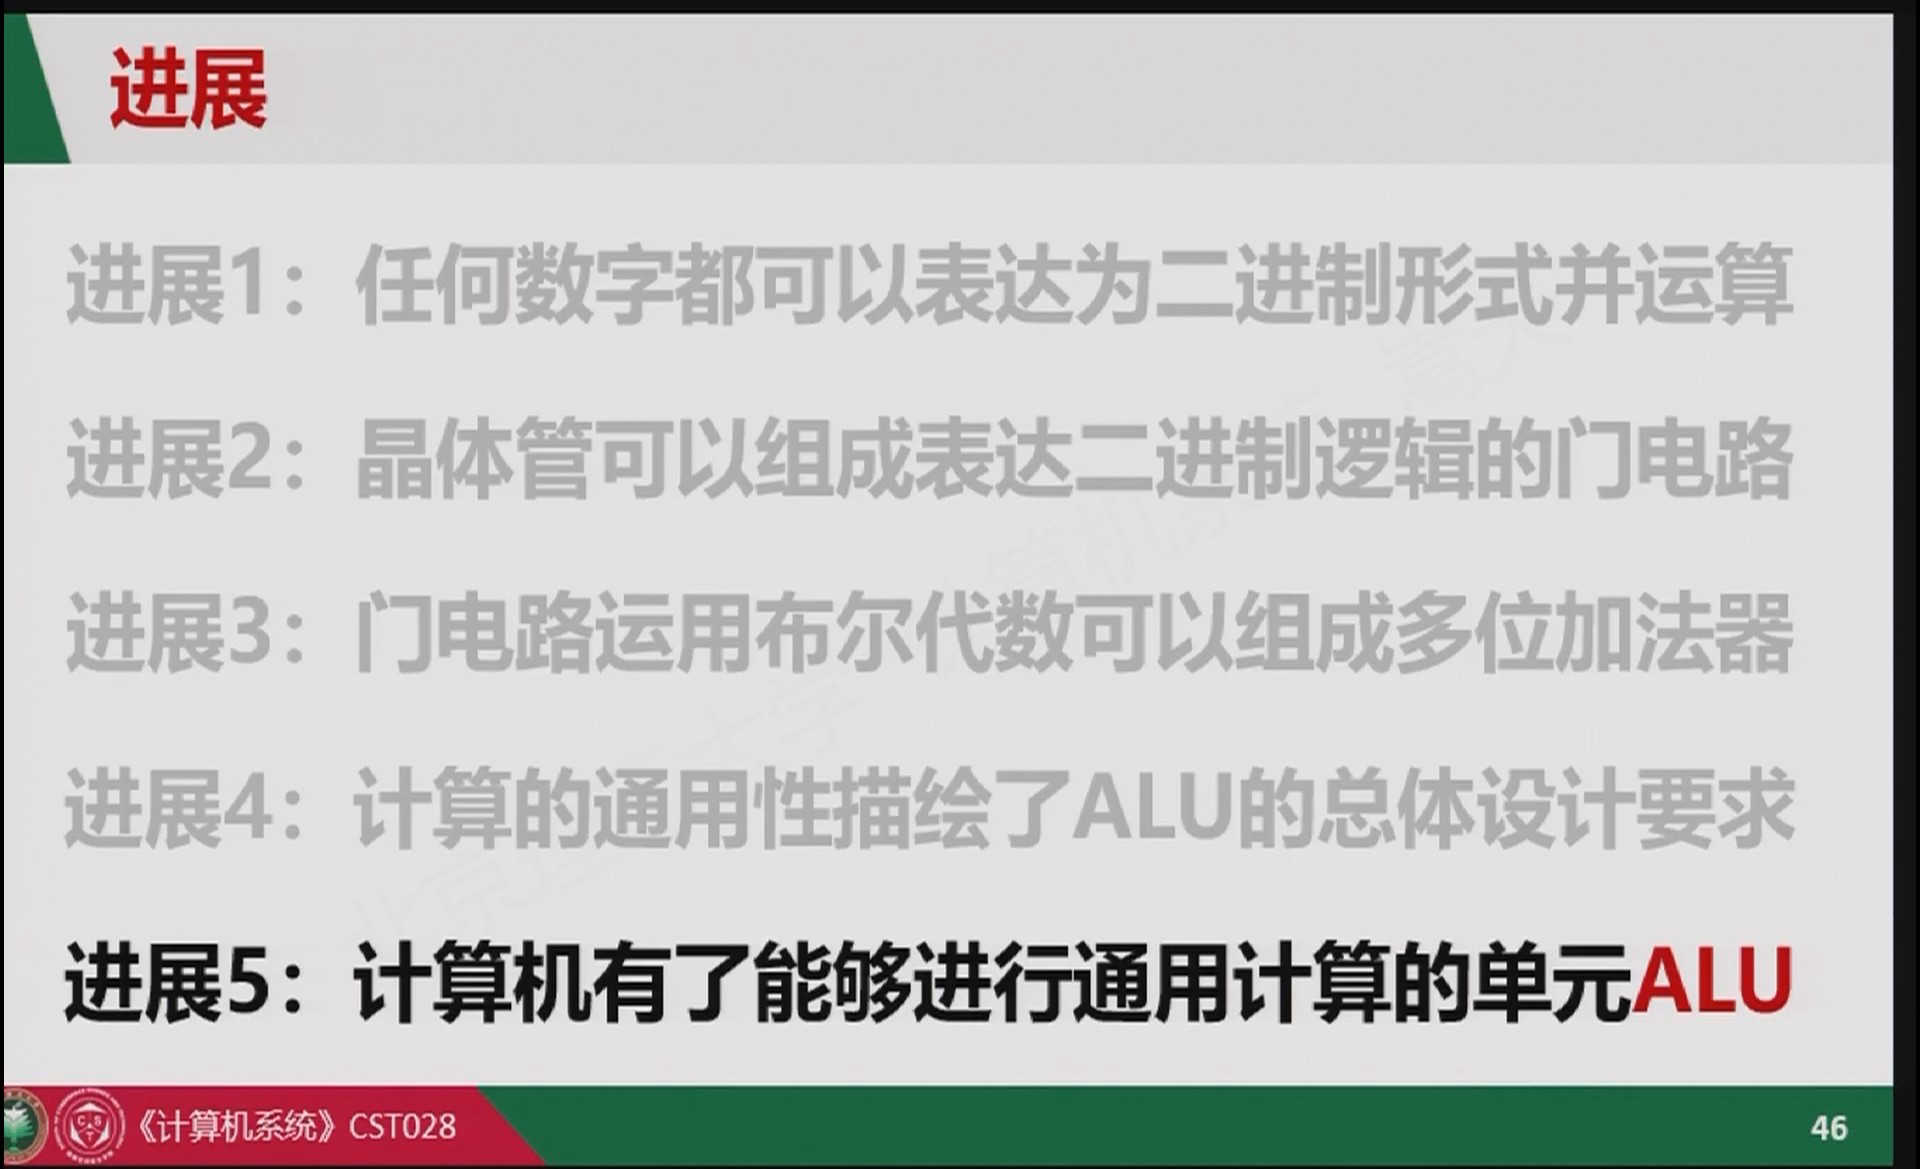 进展
进展1：任何数字都可以表达为二进制形式并运算
进展2：晶体管可以组成表达二进制逻辑的门电路
进展3：门电路运用布尔代数可以组成多位加法器
进展4：计算的通用性描绘了ALU的总体设计要求
进展5：计算机有了能够进行通用计算的单元ALU
《计算机系统》CST028
46